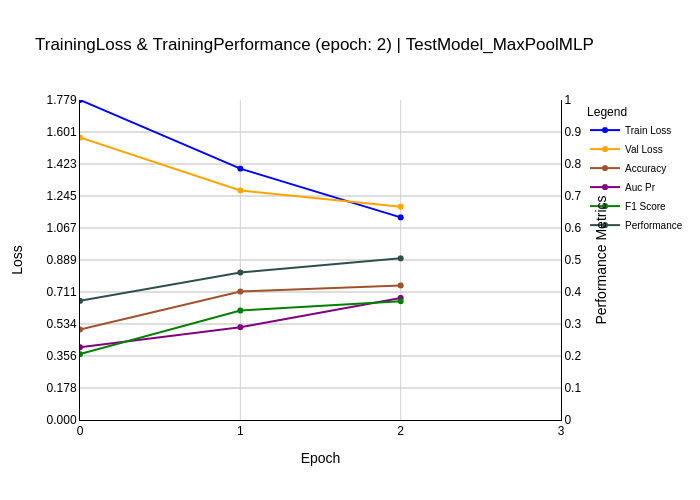 TrainingLoss & TrainingPerformance (epoch: 2) | TestModel_MaxPoolMLP
1.779
1.601
1.423
1.245
1.067
0.889
0.711
0.534
0.356
0.178
0.000
Loss
0
1
2
3
Epoch
1
0.9
0.8
0.7
0.6
0.5
0.4
0.3
0.2
0.1
0
Performance Metrics
Legend
Train Loss
Val Loss
Accuracy
Auc Pr
F1 Score
Performance